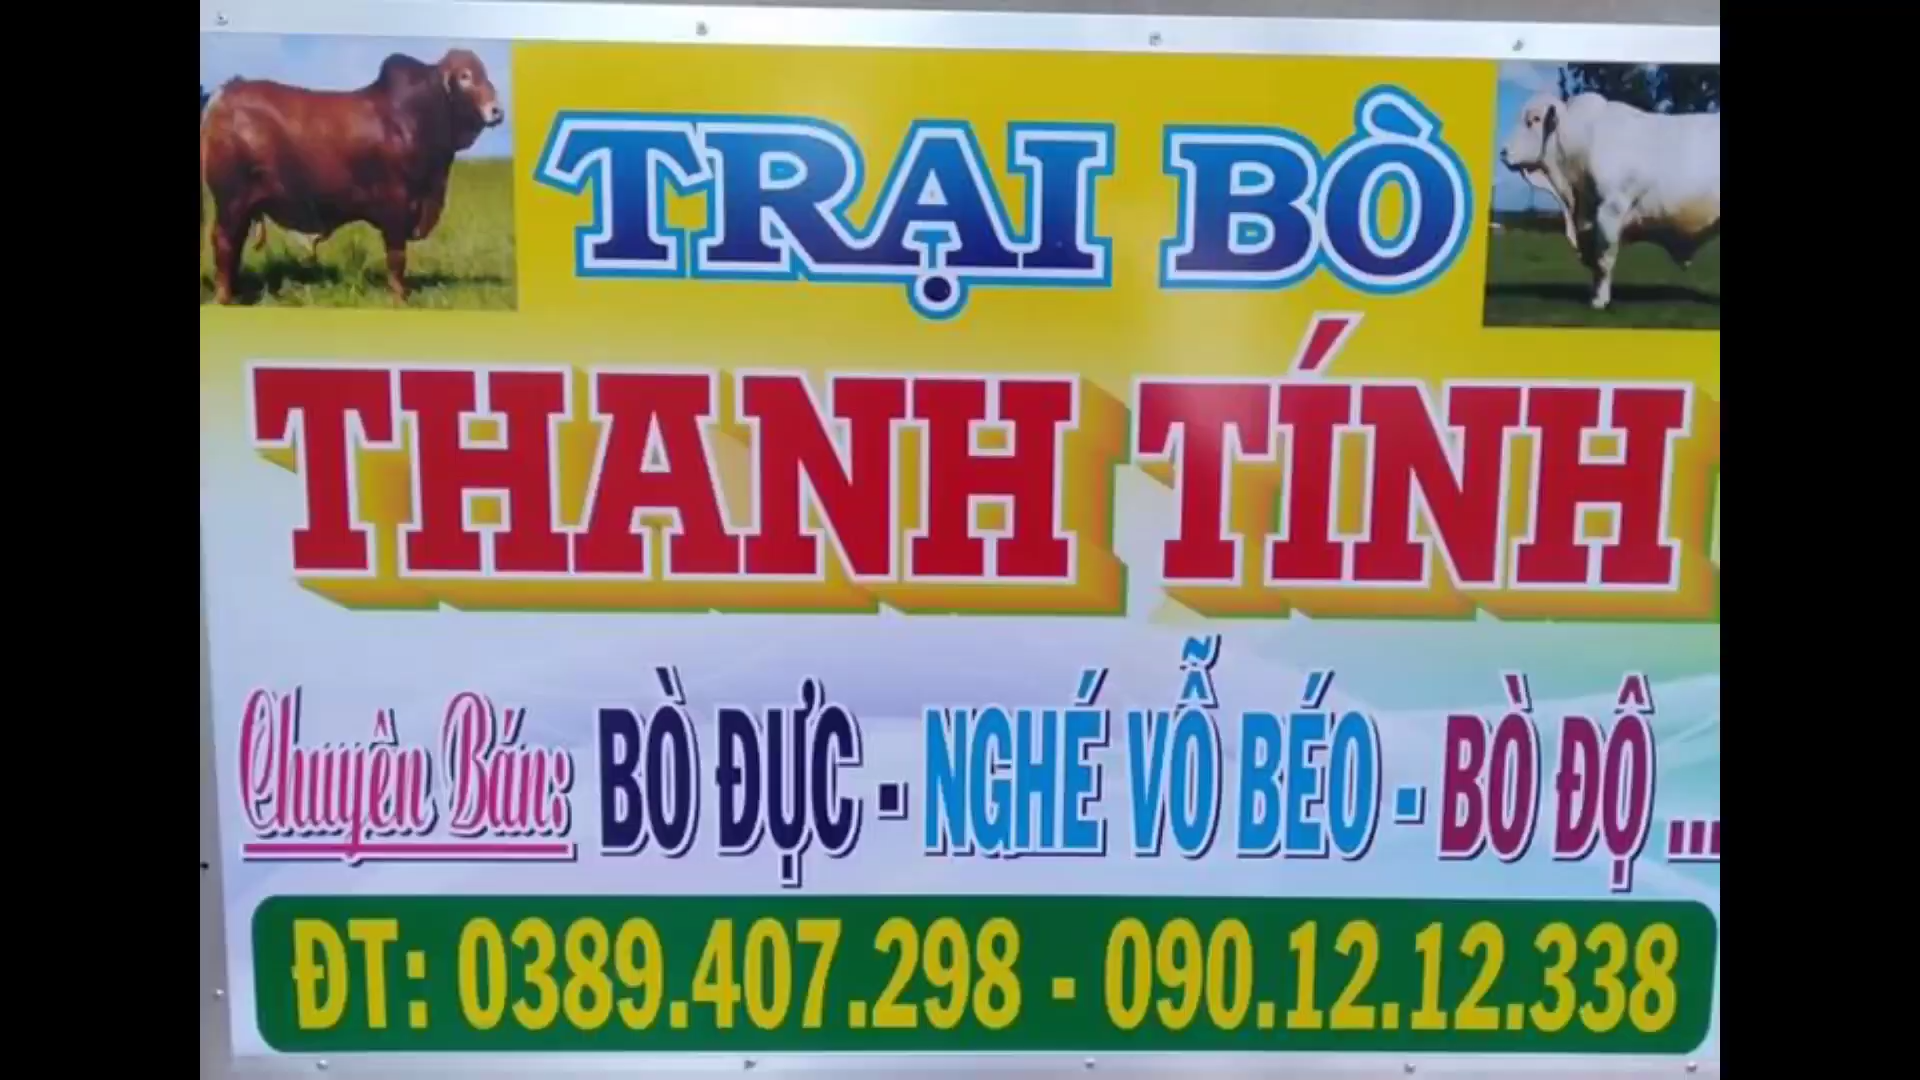 TRẠI BÒ
THANH TÍNH
Chuyên Bán: BÒ ĐỰC - NGHÉ VỖ BÉO - BÒ ĐỘ ...
ĐT: 0389.407.298 - 090.12.12.338